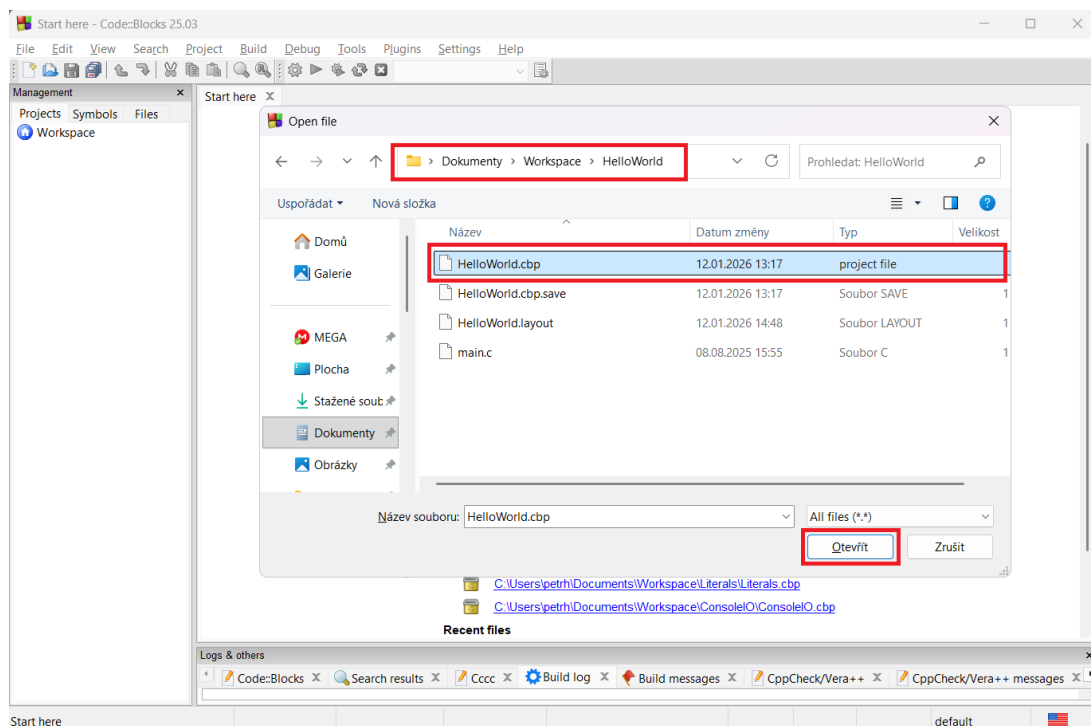 Start here - Code::Blocks 25.03
File Edit View Search Project Build Debug Tools Plugins Settings Help
Management x
Start here X
Projects Symbols Files
Workspace
Open file
Dokumenty > Workspace > HelloWorld
Prohledat: HelloWorld
Uspořádat Nová složka
Název Datum změny Typ Velikost
Domů
Galerie
MEGA
Plocha
Stažené soub
Dokumenty
Obrázky
HelloWorld.cbp 12.01.2026 13:17 project file
HelloWorld.cbp.save 12.01.2026 13:17 Soubor SAVE 1
HelloWorld.layout 12.01.2026 14:48 Soubor LAYOUT 1
main.c 08.08.2025 15:55 Soubor C 1
Název souboru: HelloWorld.cbp All files (*.*)
Otevřít Zrušit
C:\Users\petrh\Documents\Workspace\Literals\Literals.cbp
C:\Users\petrh\Documents\Workspace\ConsoleIO\ConsoleIO.cbp
Recent files
Logs & others
Code::Blocks X Search results X Cccc X Build log X Build messages X CppCheck/Vera++ X CppCheck/Vera++ messages X
Start here default